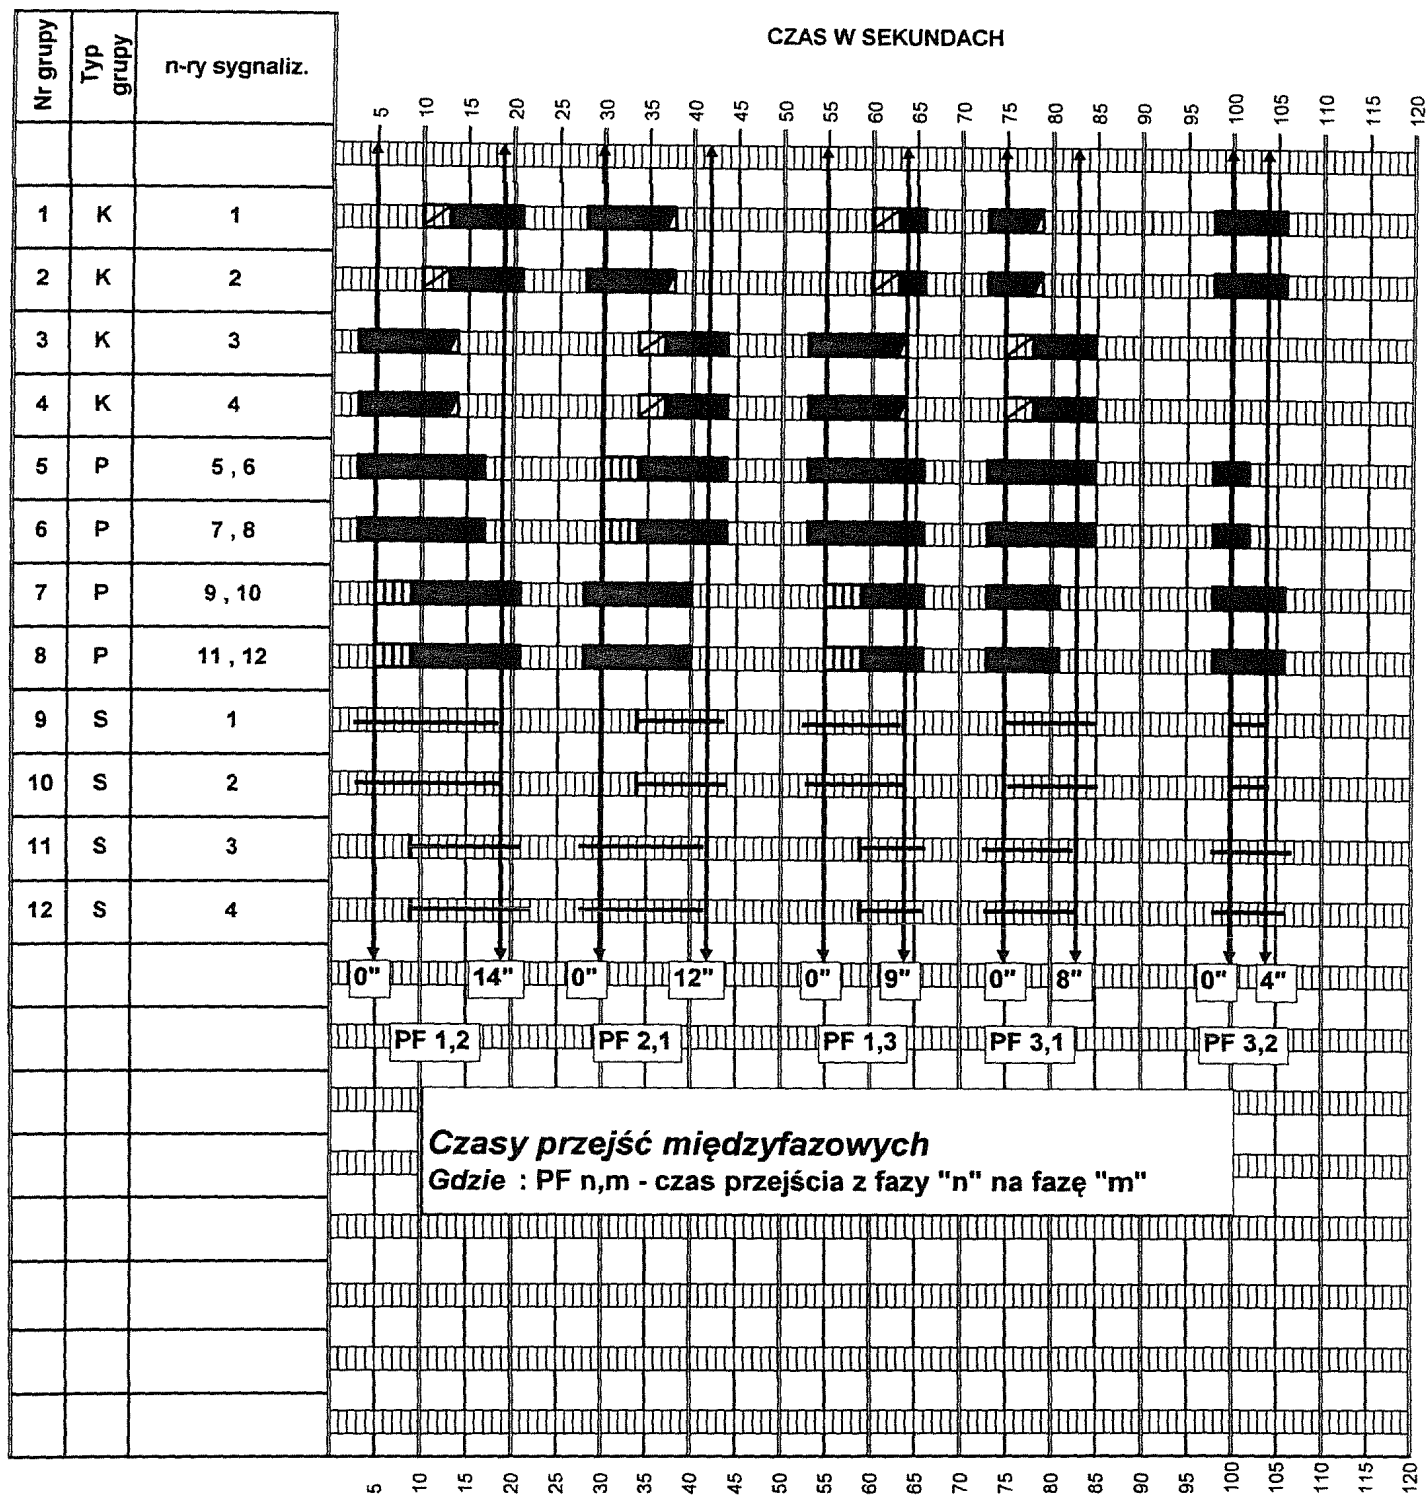 CZAS W SEKUNDACH
Nr grupy
Typ grupy
n-ry sygnaliz.
5 10 15 20 25 30 35 40 45 50 55 60 65 70 75 80 85 90 95 100 105 110 115 120
1 K 1
2 K 2
3 K 3
4 K 4
5 P 5 , 6
6 P 7 , 8
7 P 9 , 10
8 P 11 , 12
9 S 1
10 S 2
11 S 3
12 S 4
0" 14" 0" 12" 0" 9" 0" 8" 0" 4"
PF 1,2 PF 2,1 PF 1,3 PF 3,1 PF 3,2
Czasy przejść międzyfazowych
Gdzie : PF n,m - czas przejścia z fazy "n" na fazę "m"
5 10 15 20 25 30 35 40 45 50 55 60 65 70 75 80 85 90 95 100 105 110 115 120